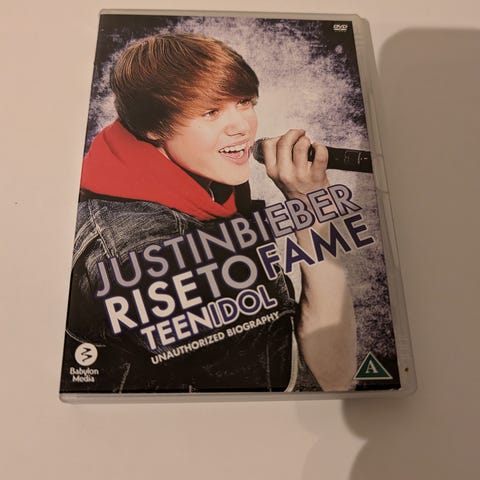 DVD
JUSTINBIEBER
RISETO FAME
TEENIDOL
UNAUTHORIZED BIOGRAPHY
Babylon
Media
A